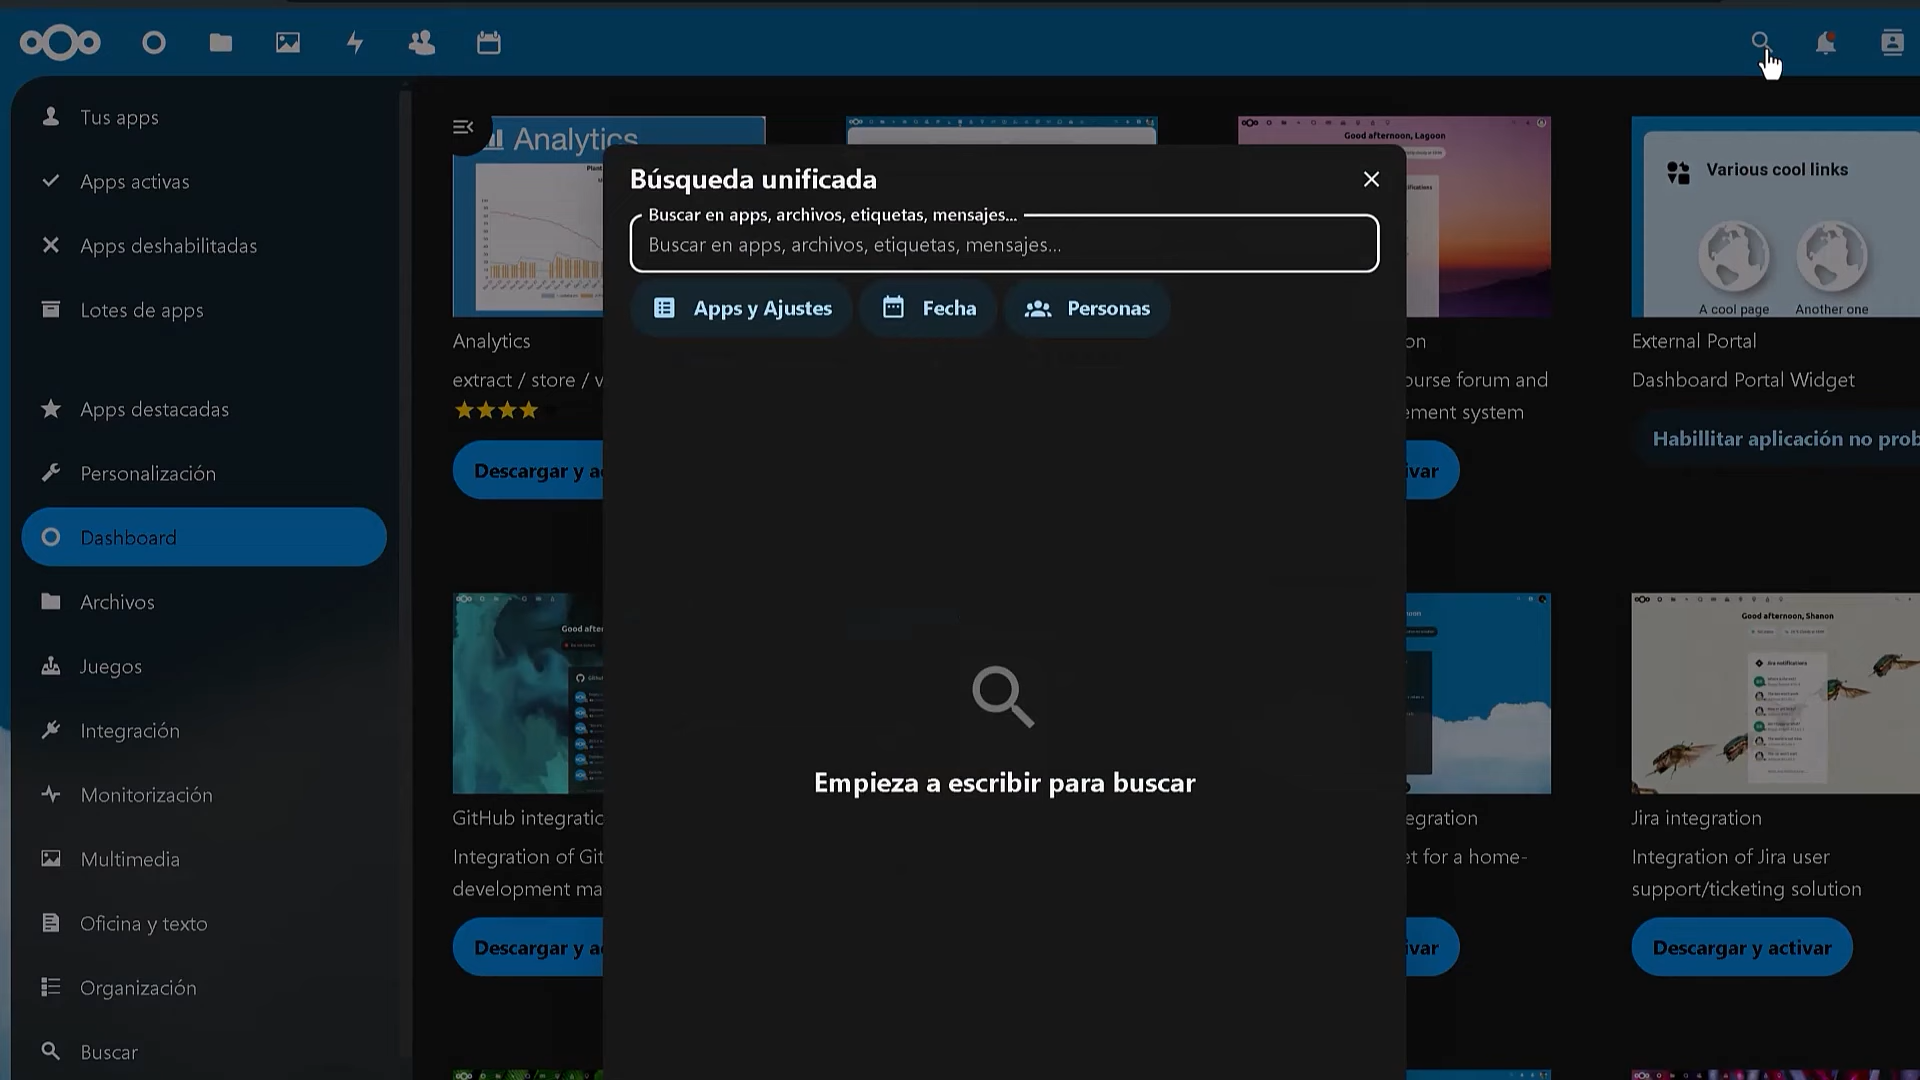 Tus apps
Apps activas
Apps deshabilitadas
Lotes de apps
Apps destacadas
Personalización
Dashboard
Archivos
Juegos
Integración
Monitorización
Multimedia
Oficina y texto
Organización
Buscar
Analytics
Analytics
extract / store / v
Descargar y a
Búsqueda unificada
Buscar en apps, archivos, etiquetas, mensajes...
Buscar en apps, archivos, etiquetas, mensajes...
Apps y Ajustes
Fecha
Personas
Empieza a escribir para buscar
Good afternoon, Lagoon
on
ourse forum and
ement system
ivar
Various cool links
A cool page
Another one
External Portal
Dashboard Portal Widget
Habillitar aplicación no prob
Good after
GitHub integratio
Integration of Git
development ma
Descargar y a
egration
et for a home-
ivar
Good afternoon, Shanon
Jira notifications
Jira integration
Integration of Jira user
support/ticketing solution
Descargar y activar